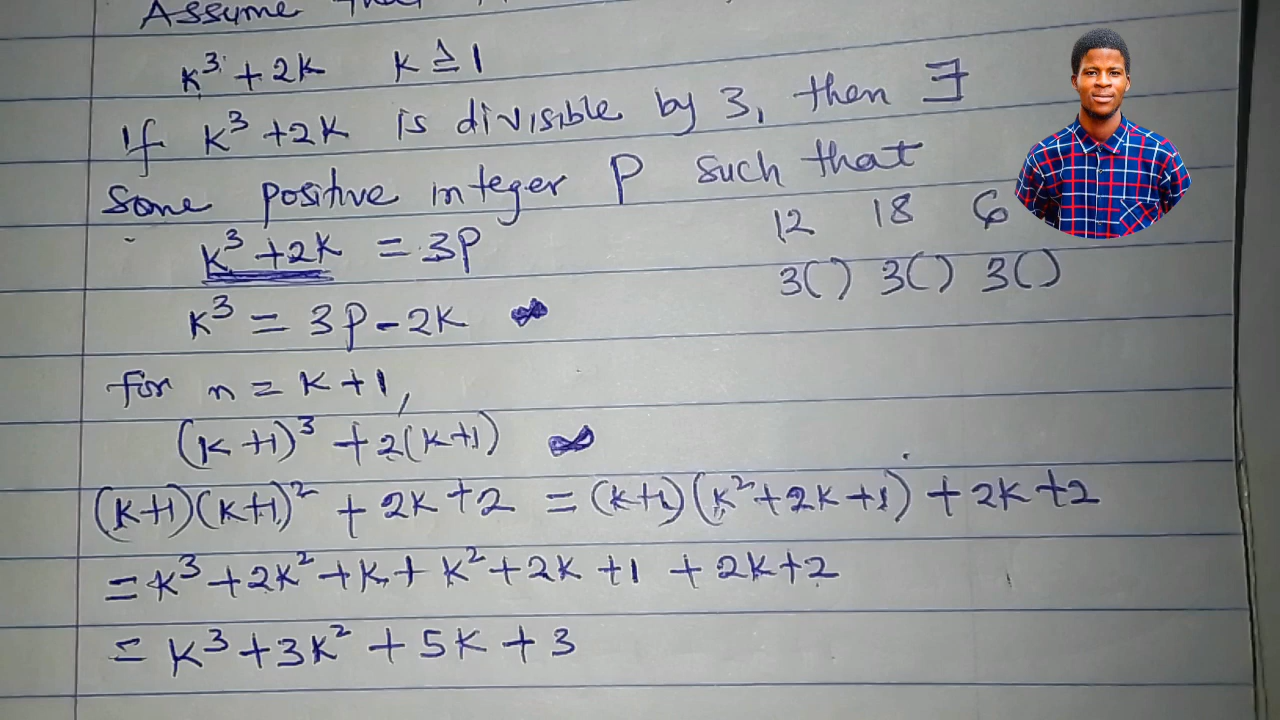 Assume that
k³ + 2k k ≥ 1
If k³ + 2k is divisible by 3, then ∃
some positive integer P such that
12 18 6
k³ + 2k = 3p
3( ) 3( ) 3( )
k³ = 3p - 2k
for n = k + 1,
(k + 1)³ + 2(k+1)
(k+1)(k+1)² + 2k + 2 = (k+1)(k² + 2k + 1) + 2k + 2
= k³ + 2k² + k + k² + 2k + 1 + 2k + 2
= k³ + 3k² + 5k + 3